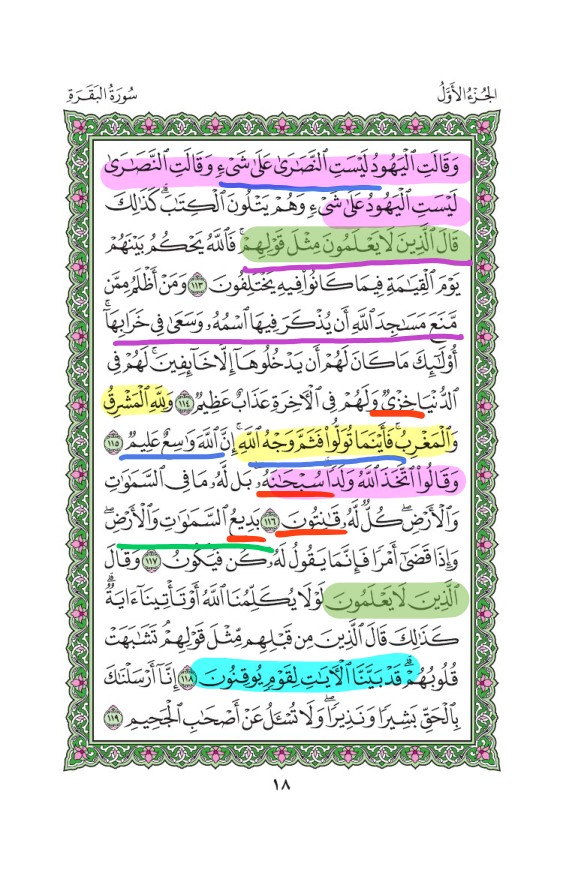 الجزء الأول
سورة البقرة
وَقَالَتِ ٱلۡيَهُودُ لَيۡسَتِ ٱلنَّصَٰرَىٰ عَلَىٰ شَيۡءٖ وَقَالَتِ ٱلنَّصَٰرَىٰ
لَيۡسَتِ ٱلۡيَهُودُ عَلَىٰ شَيۡءٖ وَهُمۡ يَتۡلُونَ ٱلۡكِتَٰبَۗ كَذَٰلِكَ
قَالَ ٱلَّذِينَ لَا يَعۡلَمُونَ مِثۡلَ قَوۡلِهِمۡۚ فَٱللَّهُ يَحۡكُمُ بَيۡنَهُمۡ
يَوۡمَ ٱلۡقِيَٰمَةِ فِيمَا كَانُواْ فِيهِ يَخۡتَلِفُونَ ١١٣ وَمَنۡ أَظۡلَمُ مِمَّن
مَّنَعَ مَسَٰجِدَ ٱللَّهِ أَن يُذۡكَرَ فِيهَا ٱسۡمُهُۥ وَسَعَىٰ فِي خَرَابِهَآۚ
أُوْلَٰٓئِكَ مَا كَانَ لَهُمۡ أَن يَدۡخُلُوهَآ إِلَّا خَآئِفِينَۚ لَهُمۡ فِي
ٱلدُّنۡيَا خِزۡيٞ وَلَهُمۡ فِي ٱلۡأٓخِرَةِ عَذَابٌ عَظِيمٞ ١١٤ وَلِلَّهِ ٱلۡمَشۡرِقُ
وَٱلۡمَغۡرِبُۚ فَأَيۡنَمَا تُوَلُّواْ فَثَمَّ وَجۡهُ ٱللَّهِۚ إِنَّ ٱللَّهَ وَٰسِعٌ عَلِيمٞ ١١٥
وَقَالُواْ ٱتَّخَذَ ٱللَّهُ وَلَدٗاۗ سُبۡحَٰنَهُۥۖ بَل لَّهُۥ مَا فِي ٱلسَّمَٰوَٰتِ
وَٱلۡأَرۡضِۖ كُلّٞ لَّهُۥ قَٰنِتُونَ ١١٦ بَدِيعُ ٱلسَّمَٰوَٰتِ وَٱلۡأَرۡضِۖ
وَإِذَا قَضَىٰٓ أَمۡرٗا فَإِنَّمَا يَقُولُ لَهُۥ كُن فَيَكُونُ ١١٧ وَقَالَ
ٱلَّذِينَ لَا يَعۡلَمُونَ لَوۡلَا يُكَلِّمُنَا ٱللَّهُ أَوۡ تَأۡتِينَآ ءَايَةٞۗ
كَذَٰلِكَ قَالَ ٱلَّذِينَ مِن قَبۡلِهِم مِّثۡلَ قَوۡلِهِمۡۘ تَشَٰبَهَتۡ
قُلُوبُهُمۡۗ قَدۡ بَيَّنَّا ٱلۡأٓيَٰتِ لِقَوۡمٖ يُوقِنُونَ ١١٨ إِنَّآ أَرۡسَلۡنَٰكَ
بِٱلۡحَقِّ بَشِيرٗا وَنَذِيرٗاۖ وَلَا تُسۡـَٔلُ عَنۡ أَصۡحَٰبِ ٱلۡجَحِيمِ ١١٩
١٨